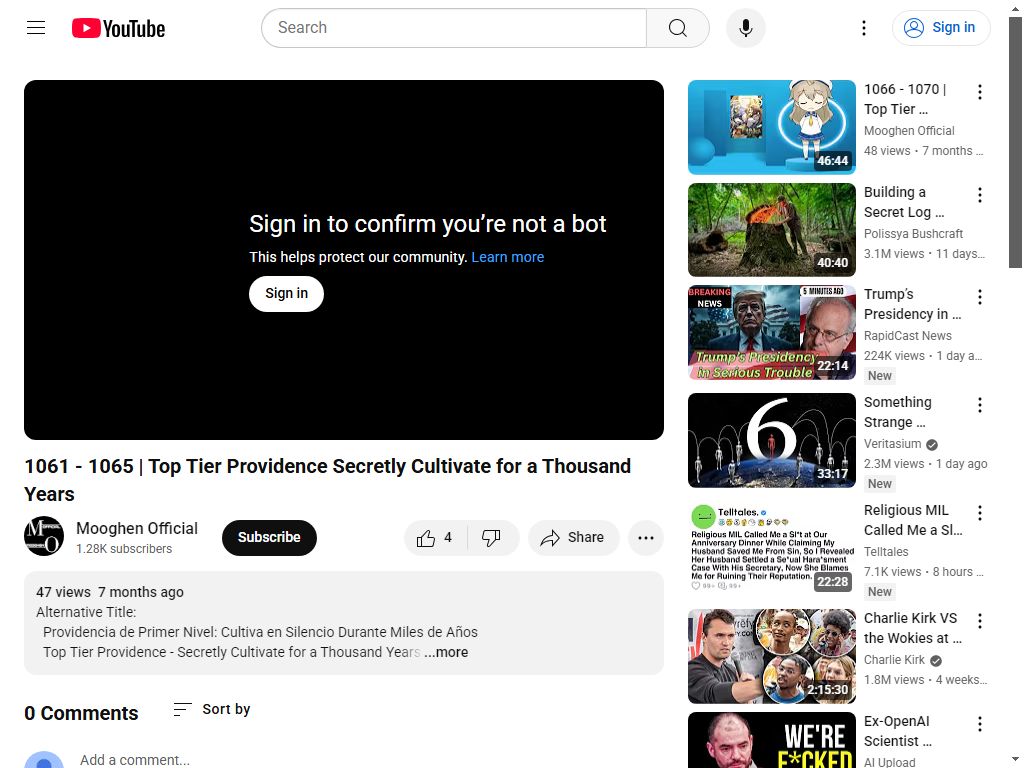 YouTube
Search
Sign in
Sign in to confirm you’re not a bot
This helps protect our community. Learn more
Sign in
1061 - 1065 | Top Tier Providence Secretly Cultivate for a Thousand
Years
Mooghen Official
1.28K subscribers
Subscribe
4
Share
47 views  7 months ago
Alternative Title:
Providencia de Primer Nivel: Cultiva en Silencio Durante Miles de Años
Top Tier Providence - Secretly Cultivate for a Thousand Years ...more
0 Comments
Sort by
Add a comment...
46:44
1066 - 1070 |
Top Tier ...
Mooghen Official
48 views • 7 months ...
40:40
Building a
Secret Log ...
Polissya Bushcraft
3.1M views • 11 days...
BREAKING
NEWS
5 MINUTES AGO
Trump's Presidency
in Serious Trouble
22:14
Trump’s
Presidency in ...
RapidCast News
224K views • 1 day a...
New
6
33:17
Something
Strange ...
Veritasium
2.3M views • 1 day ago
New
Telltales.
Religious MIL Called Me a Sl*t at Our
Anniversary Dinner While Claiming My
Husband Saved Me From Sin, So I Revealed
Her Husband Settled a Se*ual Hara*sment
Case With His Secretary, Now She Blames
Me for Ruining Their Reputation.
99+ 99+
22:28
Religious MIL
Called Me a Sl...
Telltales
7.1K views • 8 hours ...
New
2:15:30
Charlie Kirk VS
the Wokies at ...
Charlie Kirk
1.8M views • 4 weeks...
WE'RE
F*CKED
Ex-OpenAI
Scientist ...
AI Upload